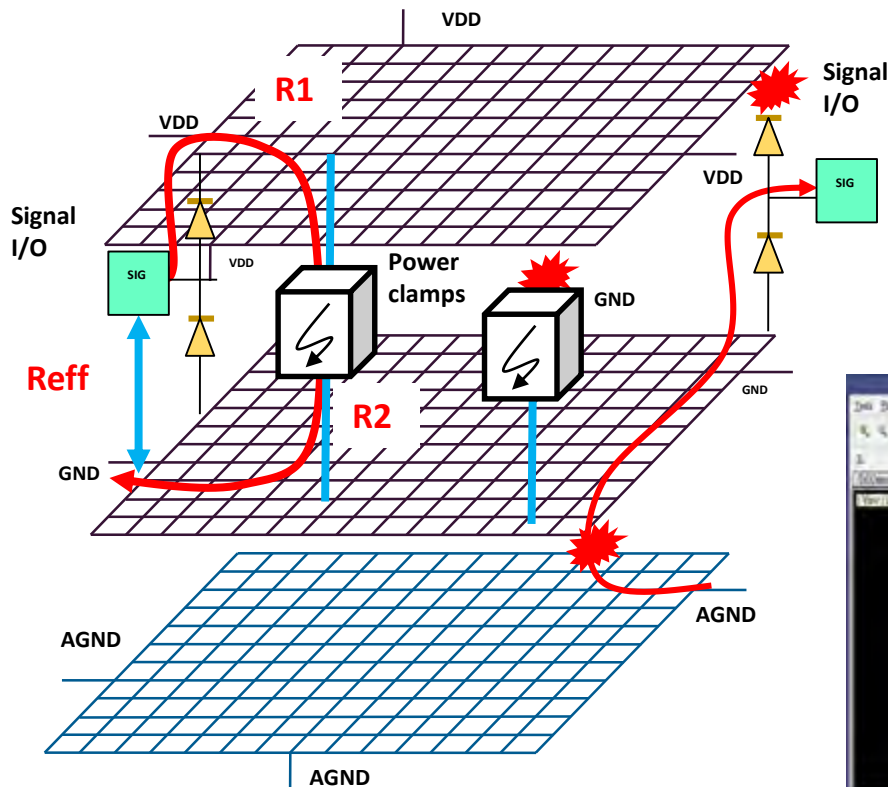 VDD
R1
Signal
I/O
VDD
VDD
SIG
Signal
I/O
VDD
SIG
Power
clamps
GND
Reff
R2
GND
GND
AGND
AGND
AGND